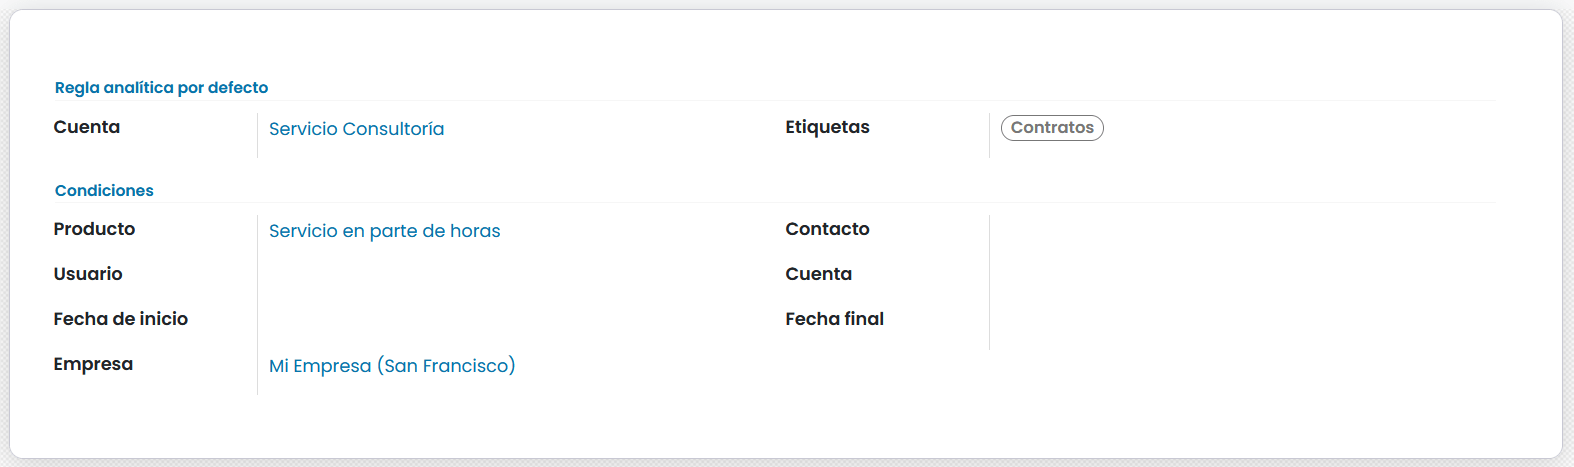 Regla analítica por defecto
Cuenta Servicio Consultoría Etiquetas Contratos
Condiciones
Producto Servicio en parte de horas Contacto
Usuario Cuenta
Fecha de inicio Fecha final
Empresa Mi Empresa (San Francisco)